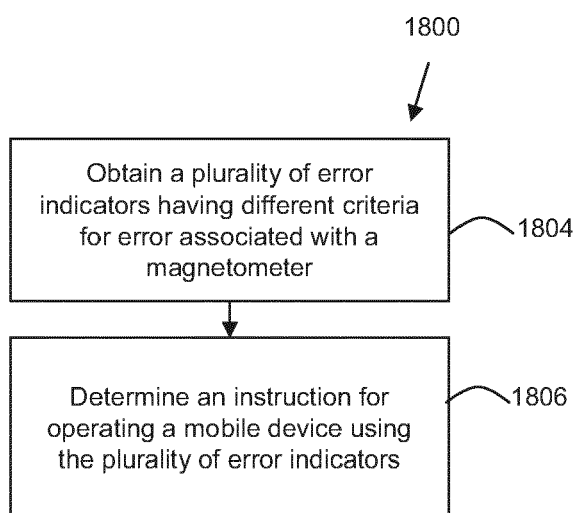 1800
Obtain a plurality of error
indicators having different criteria
for error associated with a
magnetometer
1804
Determine an instruction for
operating a mobile device using
the plurality of error indicators
1806